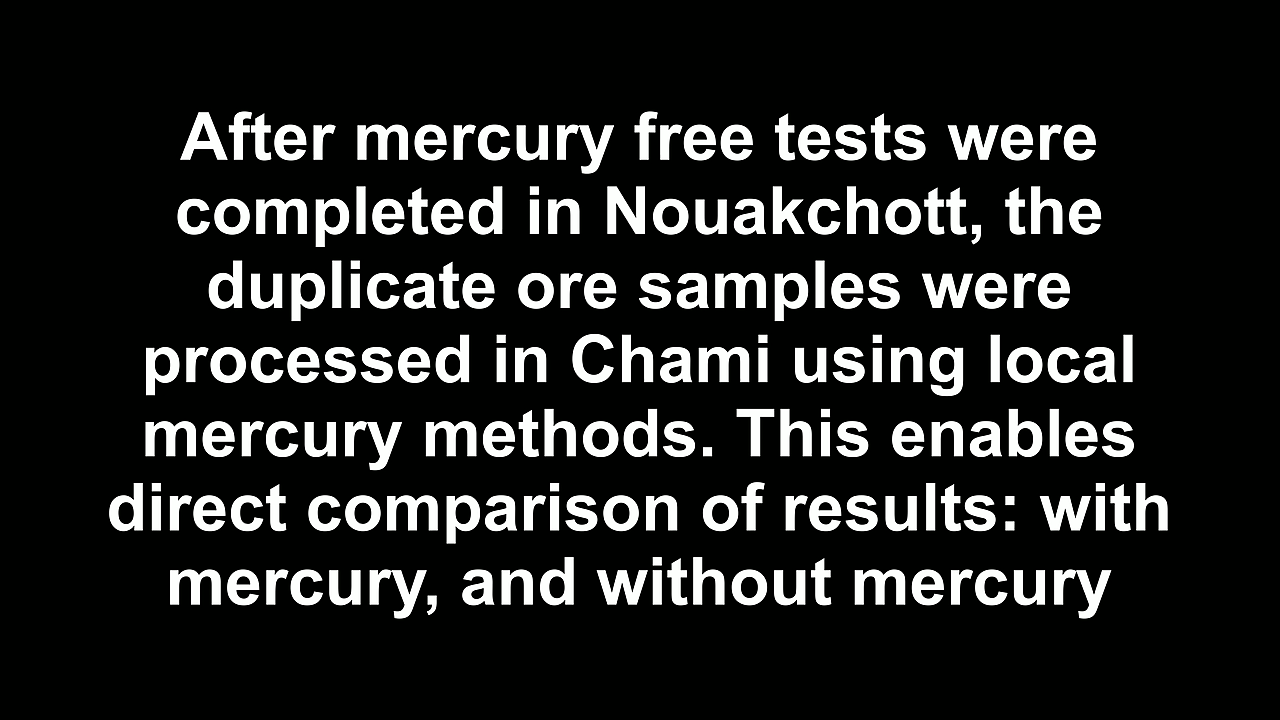 After mercury free tests were
completed in Nouakchott, the
duplicate ore samples were
processed in Chami using local
mercury methods. This enables
direct comparison of results: with
mercury, and without mercury